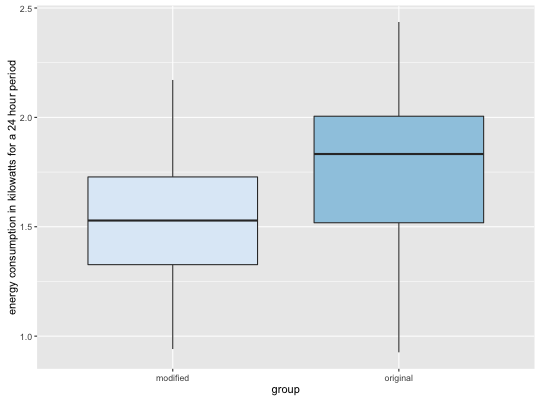 energy consumption in kilowatts for a 24 hour period
2.5
2.0
1.5
1.0
modified original
group